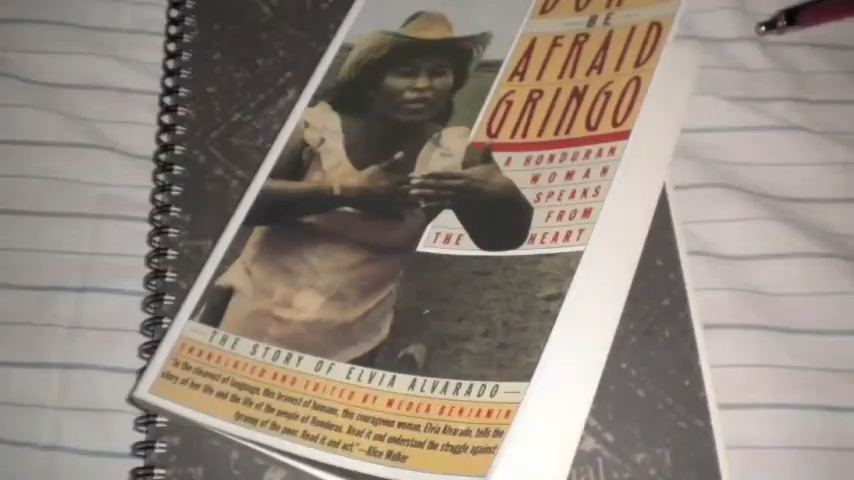 BE
AFRAID
GRINGO
A HONDURAN
WOMAN
SPEAKS
FROM
THE HEART
THE STORY OF ELVIA ALVARADO
TRANSLATED AND EDITED BY MEDEA BENJAMIN
"In the clearest of language, this bravest of humans, this courageous woman, Elvia Alvarado, tells the
story of her life and the life of the people of Honduras. Read it and understand the struggle against
tyranny of the poor. Read it and act."—Alice Walker